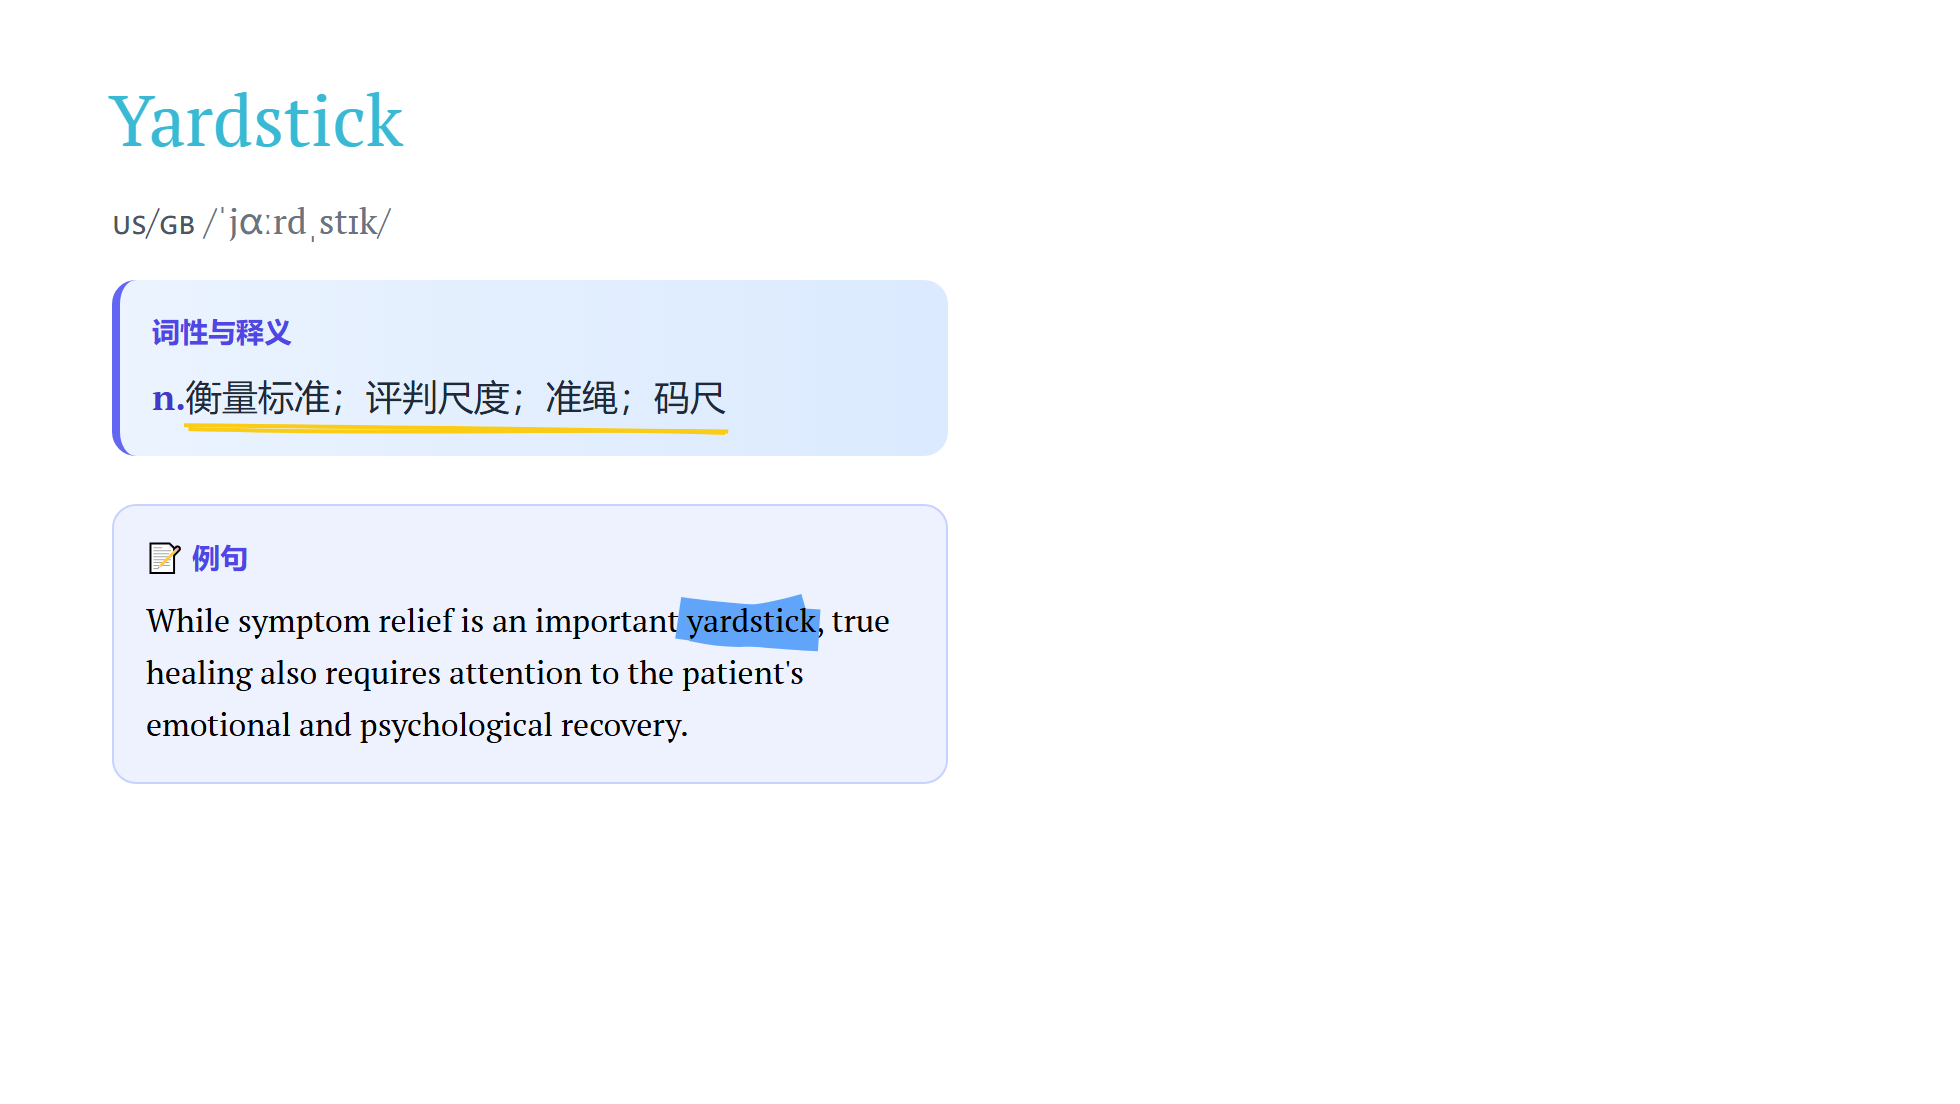 Yardstick
US/GB /ˈjɑːrdˌstɪk/
词性与释义
n.衡量标准；评判尺度；准绳；码尺
📝 例句
While symptom relief is an important yardstick, true
healing also requires attention to the patient's
emotional and psychological recovery.